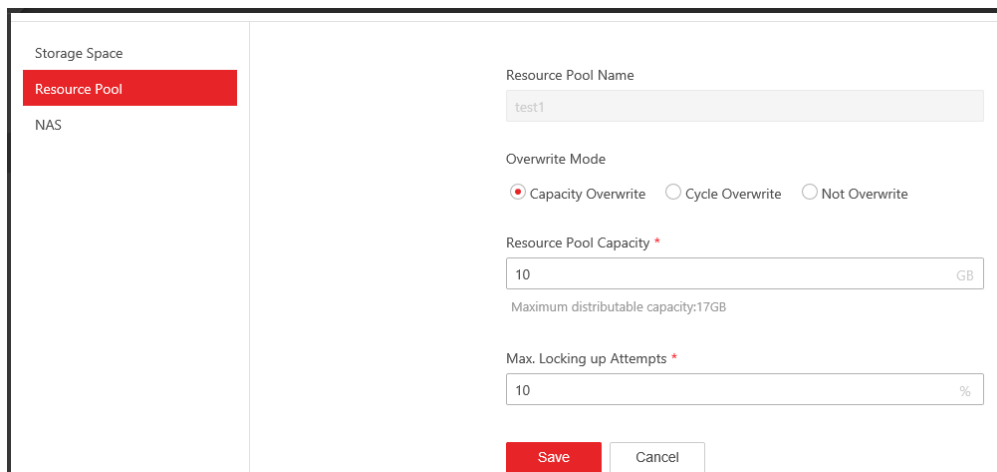 Storage Space
Resource Pool
NAS
Resource Pool Name
test1
Overwrite Mode
Capacity Overwrite Cycle Overwrite Not Overwrite
Resource Pool Capacity *
10 GB
Maximum distributable capacity:17GB
Max. Locking up Attempts *
10 %
Save Cancel